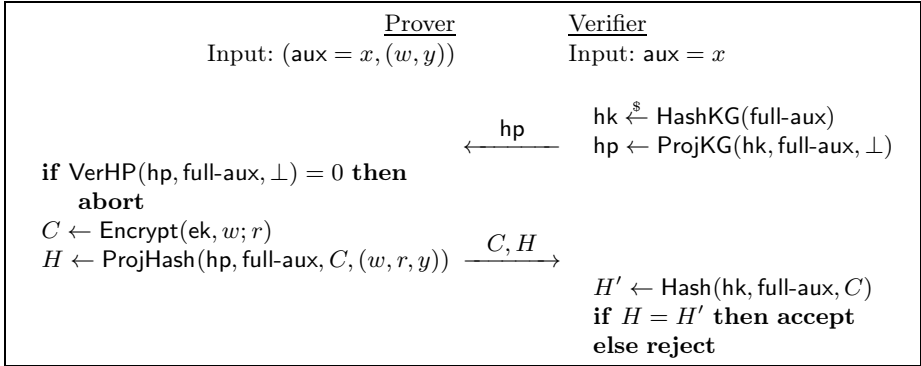 Prover Verifier
Input: (aux = x, (w, y)) Input: aux = x
hk ←$ HashKG(full-aux)
hp
hp ← ProjKG(hk, full-aux, ⊥)
if VerHP(hp, full-aux, ⊥) = 0 then
abort
C ← Encrypt(ek, w; r)
H ← ProjHash(hp, full-aux, C, (w, r, y)) C, H
H′ ← Hash(hk, full-aux, C)
if H = H′ then accept
else reject